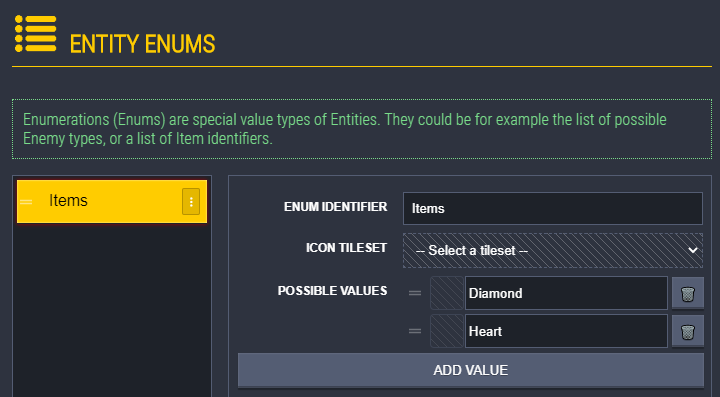 ENTITY ENUMS
Enumerations (Enums) are special value types of Entities. They could be for example the list of possible
Enemy types, or a list of Item identifiers.
Items
ENUM IDENTIFIER Items
ICON TILESET -- Select a tileset --
POSSIBLE VALUES Diamond
Heart
ADD VALUE